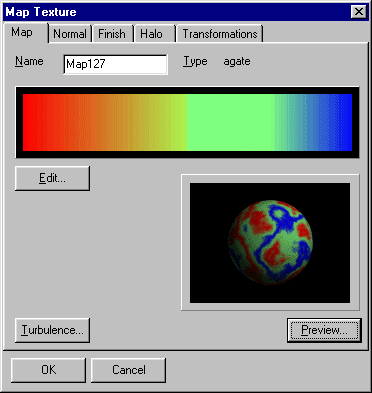 Map Texture
Map Normal Finish Halo Transformations
Name Map127 Type agate
Edit...
Turbulence... Preview...
OK Cancel